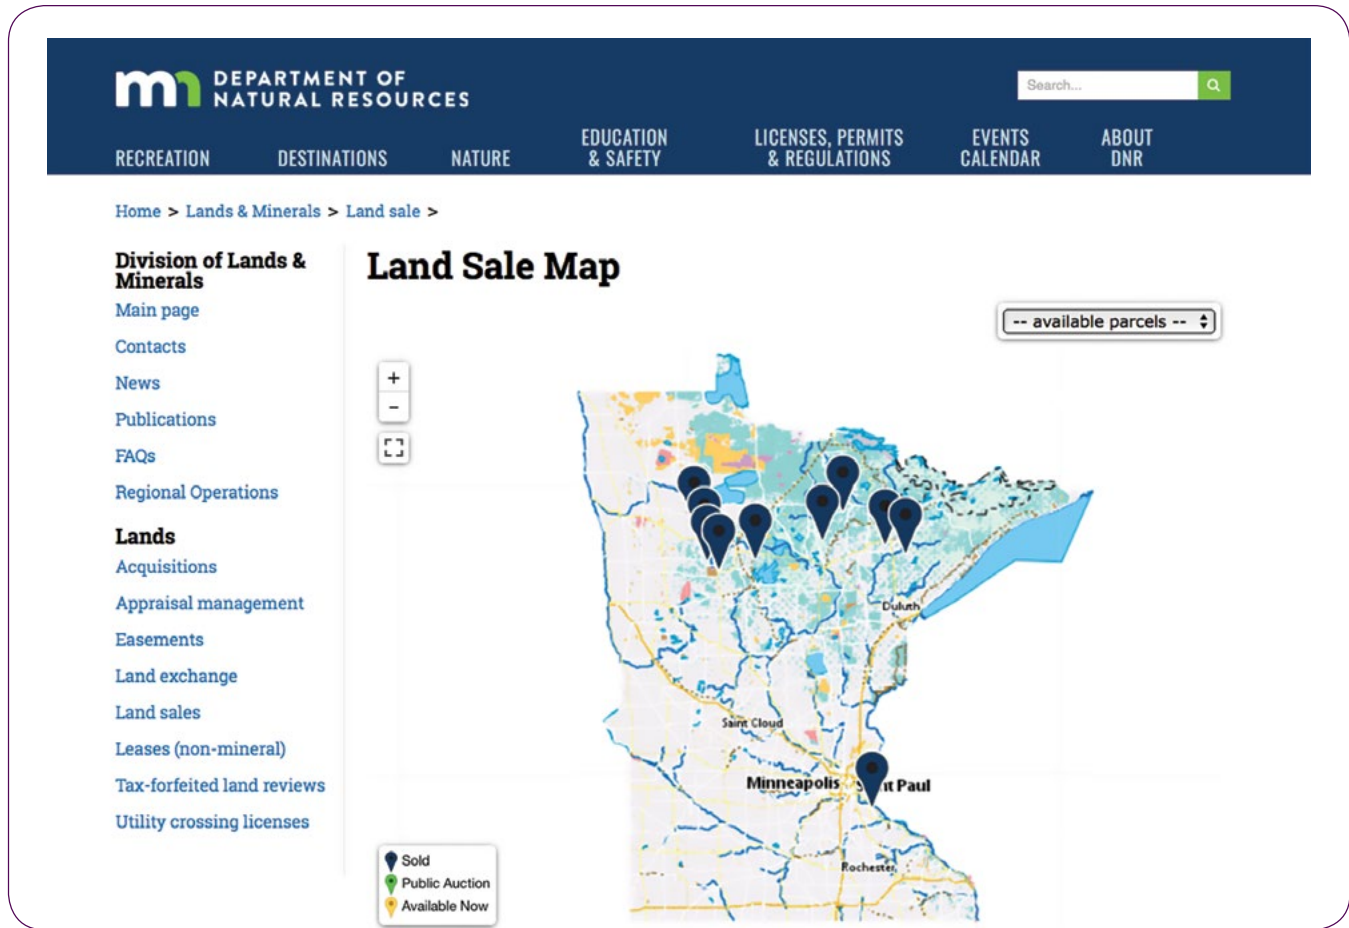 mn DEPARTMENT OF
NATURAL RESOURCES
Search...
RECREATION
DESTINATIONS
NATURE
EDUCATION
& SAFETY
LICENSES, PERMITS
& REGULATIONS
EVENTS
CALENDAR
ABOUT
DNR
Home > Lands & Minerals > Land sale >
Division of Lands &
Minerals
Main page
Contacts
News
Publications
FAQs
Regional Operations
Lands
Acquisitions
Appraisal management
Easements
Land exchange
Land sales
Leases (non-mineral)
Tax-forfeited land reviews
Utility crossing licenses
Land Sale Map
-- available parcels --
+
−
Duluth
Saint Cloud
Minneapolis
Paul
Rochester
Sold
Public Auction
Available Now